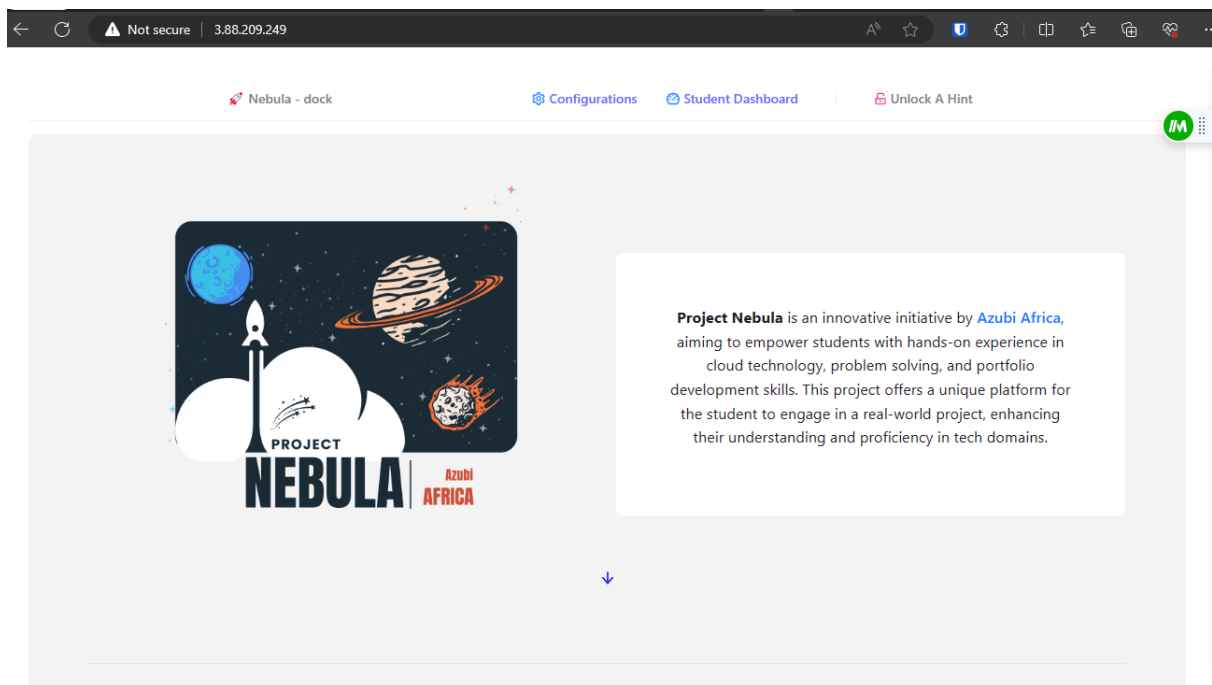 Not secure
3.88.209.249
Nebula - dock
Configurations
Student Dashboard
Unlock A Hint
PROJECT
NEBULA
Azubi
AFRICA
Project Nebula is an innovative initiative by Azubi Africa,
aiming to empower students with hands-on experience in
cloud technology, problem solving, and portfolio
development skills. This project offers a unique platform for
the student to engage in a real-world project, enhancing
their understanding and proficiency in tech domains.